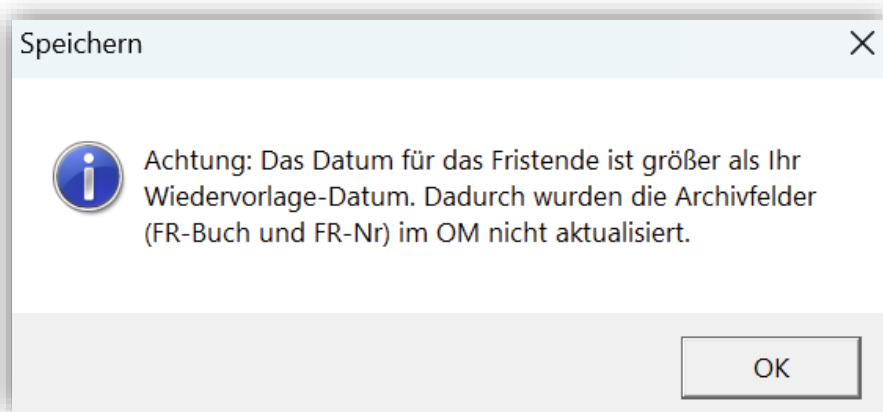 Speichern
Achtung: Das Datum für das Fristende ist größer als Ihr
Wiedervorlage-Datum. Dadurch wurden die Archivfelder
(FR-Buch und FR-Nr) im OM nicht aktualisiert.
OK